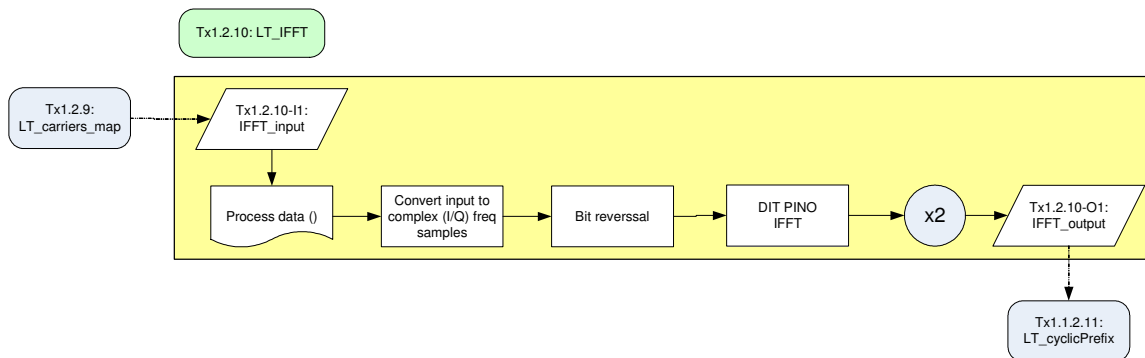 Tx1.2.10: LT_IFFT
Tx1.2.9:
LT_carriers_map
Tx1.2.10-I1:
IFFT_input
Process data ()
Convert input to
complex (I/Q) freq
samples
Bit reverssal
DIT PINO
IFFT
x2
Tx1.2.10-O1:
IFFT_output
Tx1.1.2.11:
LT_cyclicPrefix